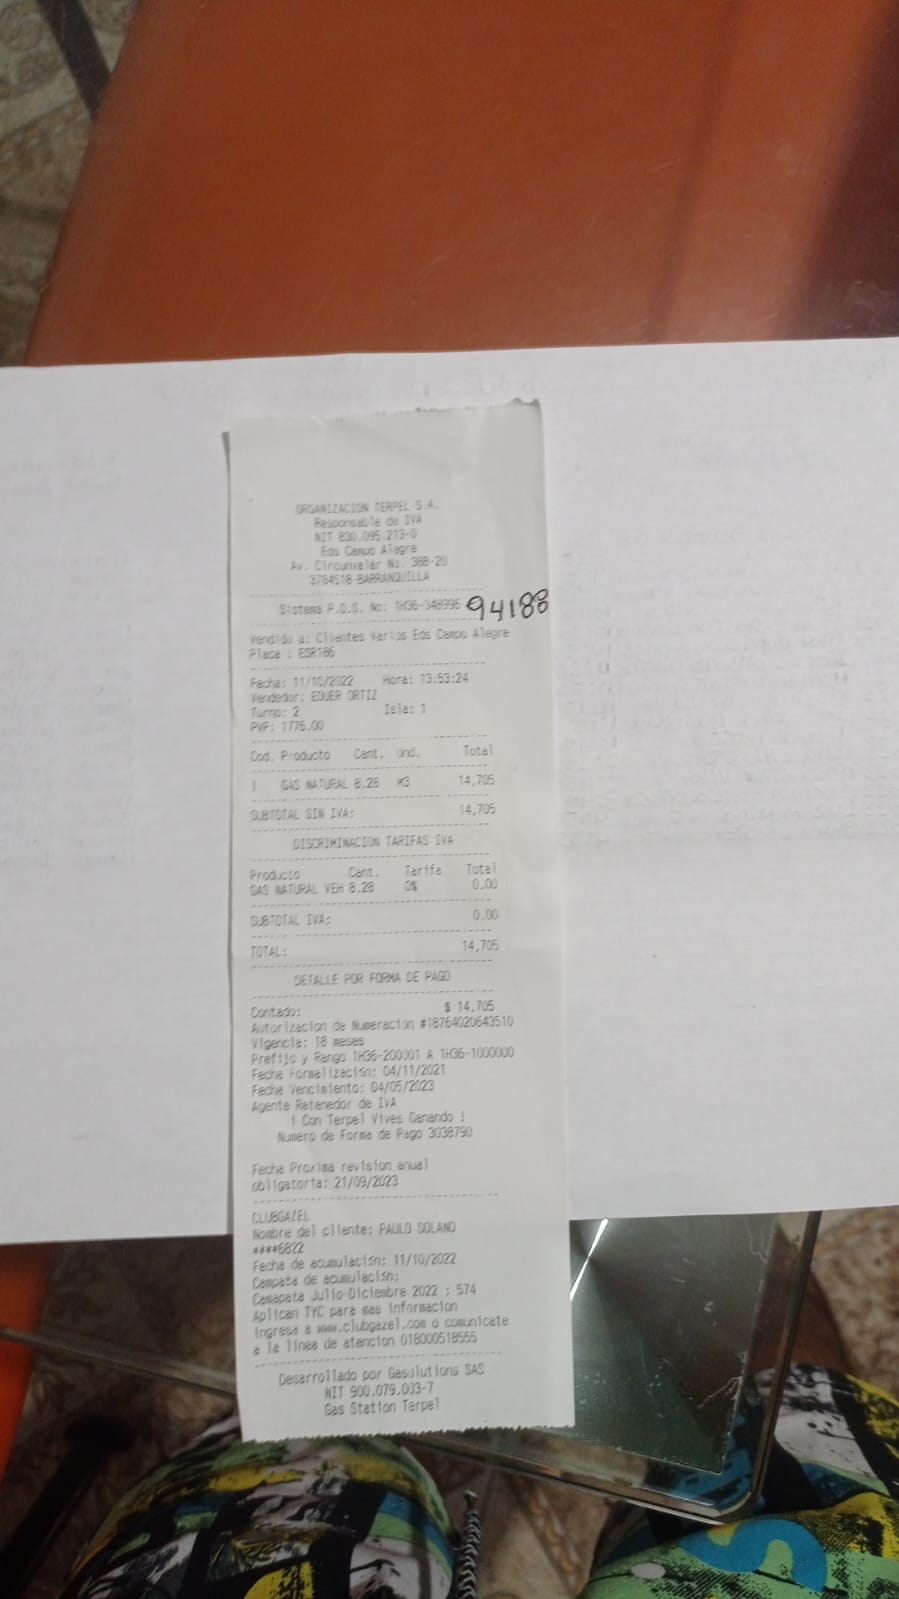 ORGANIZACION TERPEL S.A.
Responsable de IVA
NIT 830.095.213-0
Eds Campo Alegre
Av. Circunvalar No. 38B-20
3784518-BARRANQUILLA
Sistema P.O.S. No: 1H36-348996 94188
Vendido a: Clientes Varios Eds Campo Alegre
Placa : ESR186
Fecha: 11/10/2022 Hora: 13:53:24
Vendedor: EDUER ORTIZ
Turno: 2 Isla: 1
PVP: 1776.00
Cod. Producto Cant. Und. Total
1 GAS NATURAL 8.28 M3 14,705
SUBTOTAL SIN IVA: 14,705
DISCRIMINACION TARIFAS IVA
Producto Cant. Tarifa Total
GAS NATURAL VEH 8.28 0% 0.00
SUBTOTAL IVA: 0.00
TOTAL: 14,705
DETALLE POR FORMA DE PAGO
Contado: $ 14,705
Autorizacion de Numeracion #18764020643510
Vigencia: 18 meses
Prefijo y Rango 1H36-200001 A 1H36-1000000
Fecha Formalización: 04/11/2021
Fecha Vencimiento: 04/05/2023
Agente Retenedor de IVA
! Con Terpel Vives Ganando !
Numero de Forma de Pago 3038790
Fecha Proxima revision anual
obligatoria: 21/09/2023
CLUBGAZEL
Nombre del cliente: PAULO SOLANO
****6822
Fecha de acumulación: 11/10/2022
Campata de acumulación:
Camapata Julio-Diciembre 2022 : 574
Aplican TYC para mas informacion
ingresa a www.clubgazel.com o comunicate
a la linea de atencion 018000518555
Desarrollado por Gasolutions SAS
NIT 900.079.003-7
Gas Station Terpel